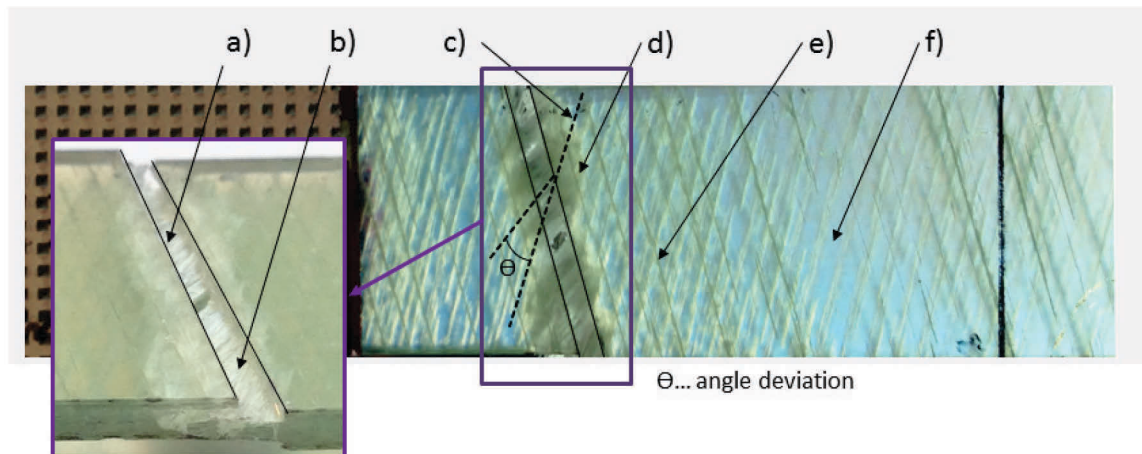 a) b) c) d) e) f)
Ө
Ө... angle deviation